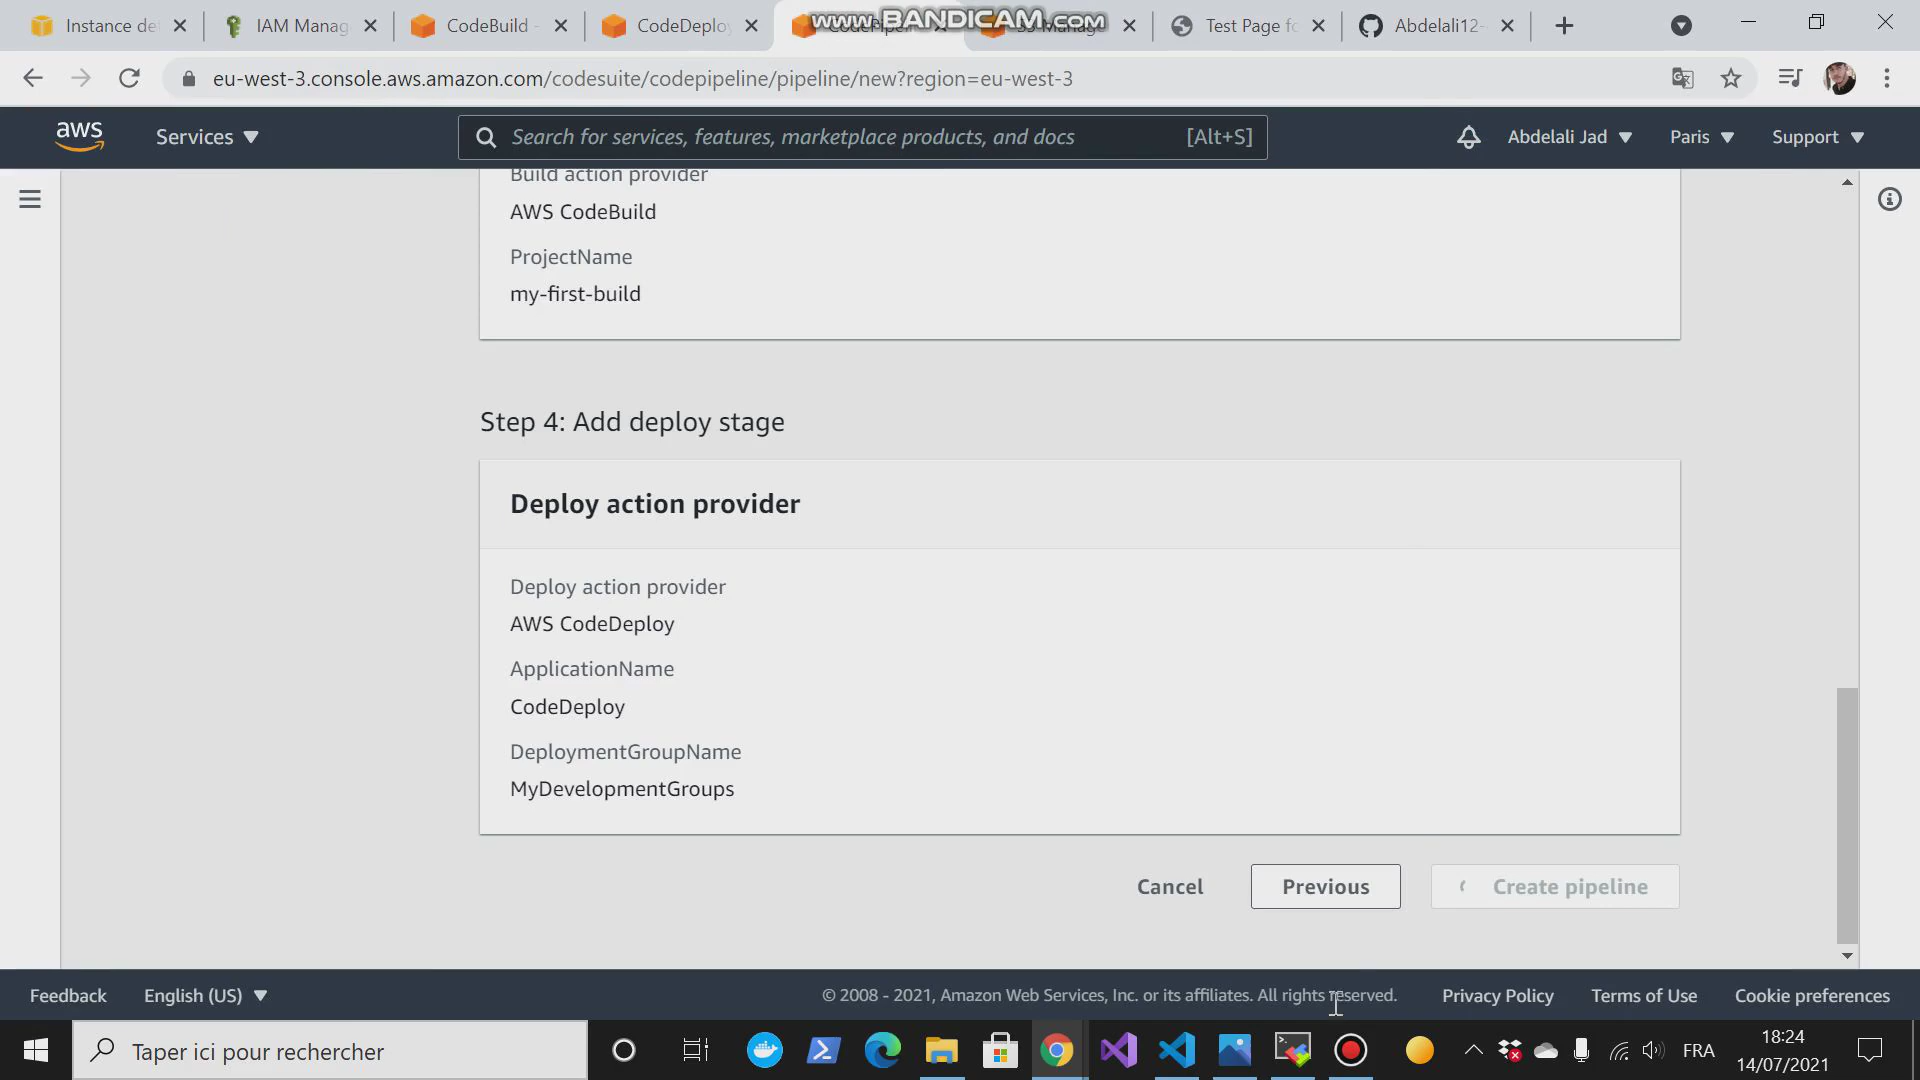 www.BANDICAM.com
Instance de
IAM Manag
CodeBuild -
CodeDeploy
CodePipeli
S3 Manage
Test Page fo
Abdelali12-
eu-west-3.console.aws.amazon.com/codesuite/codepipeline/pipeline/new?region=eu-west-3
aws
Services
Search for services, features, marketplace products, and docs
[Alt+S]
Abdelali Jad
Paris
Support
Build action provider
AWS CodeBuild
ProjectName
my-first-build
Step 4: Add deploy stage
Deploy action provider
Deploy action provider
AWS CodeDeploy
ApplicationName
CodeDeploy
DeploymentGroupName
MyDevelopmentGroups
Cancel
Previous
Create pipeline
Feedback
English (US)
© 2008 - 2021, Amazon Web Services, Inc. or its affiliates. All rights reserved.
Privacy Policy
Terms of Use
Cookie preferences
Taper ici pour rechercher
FRA
18:24
14/07/2021